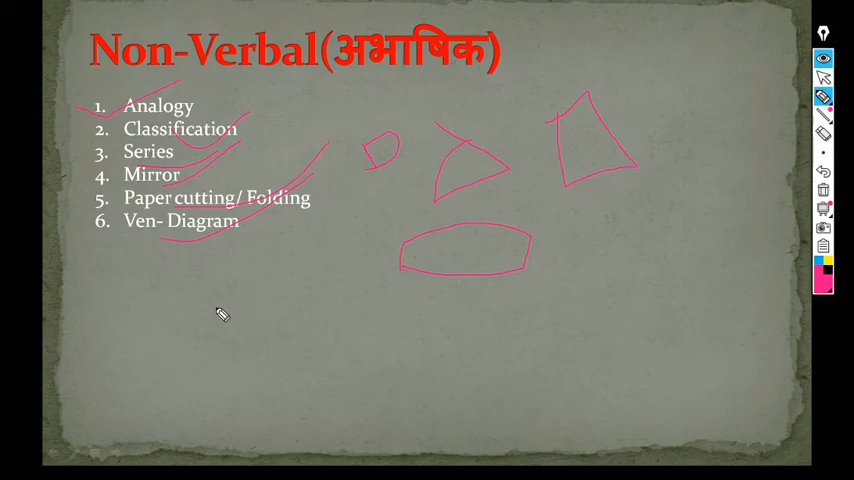 Non-Verbal(अभाषिक)
1. Analogy
2. Classification
3. Series
4. Mirror
5. Paper cutting/ Folding
6. Ven- Diagram